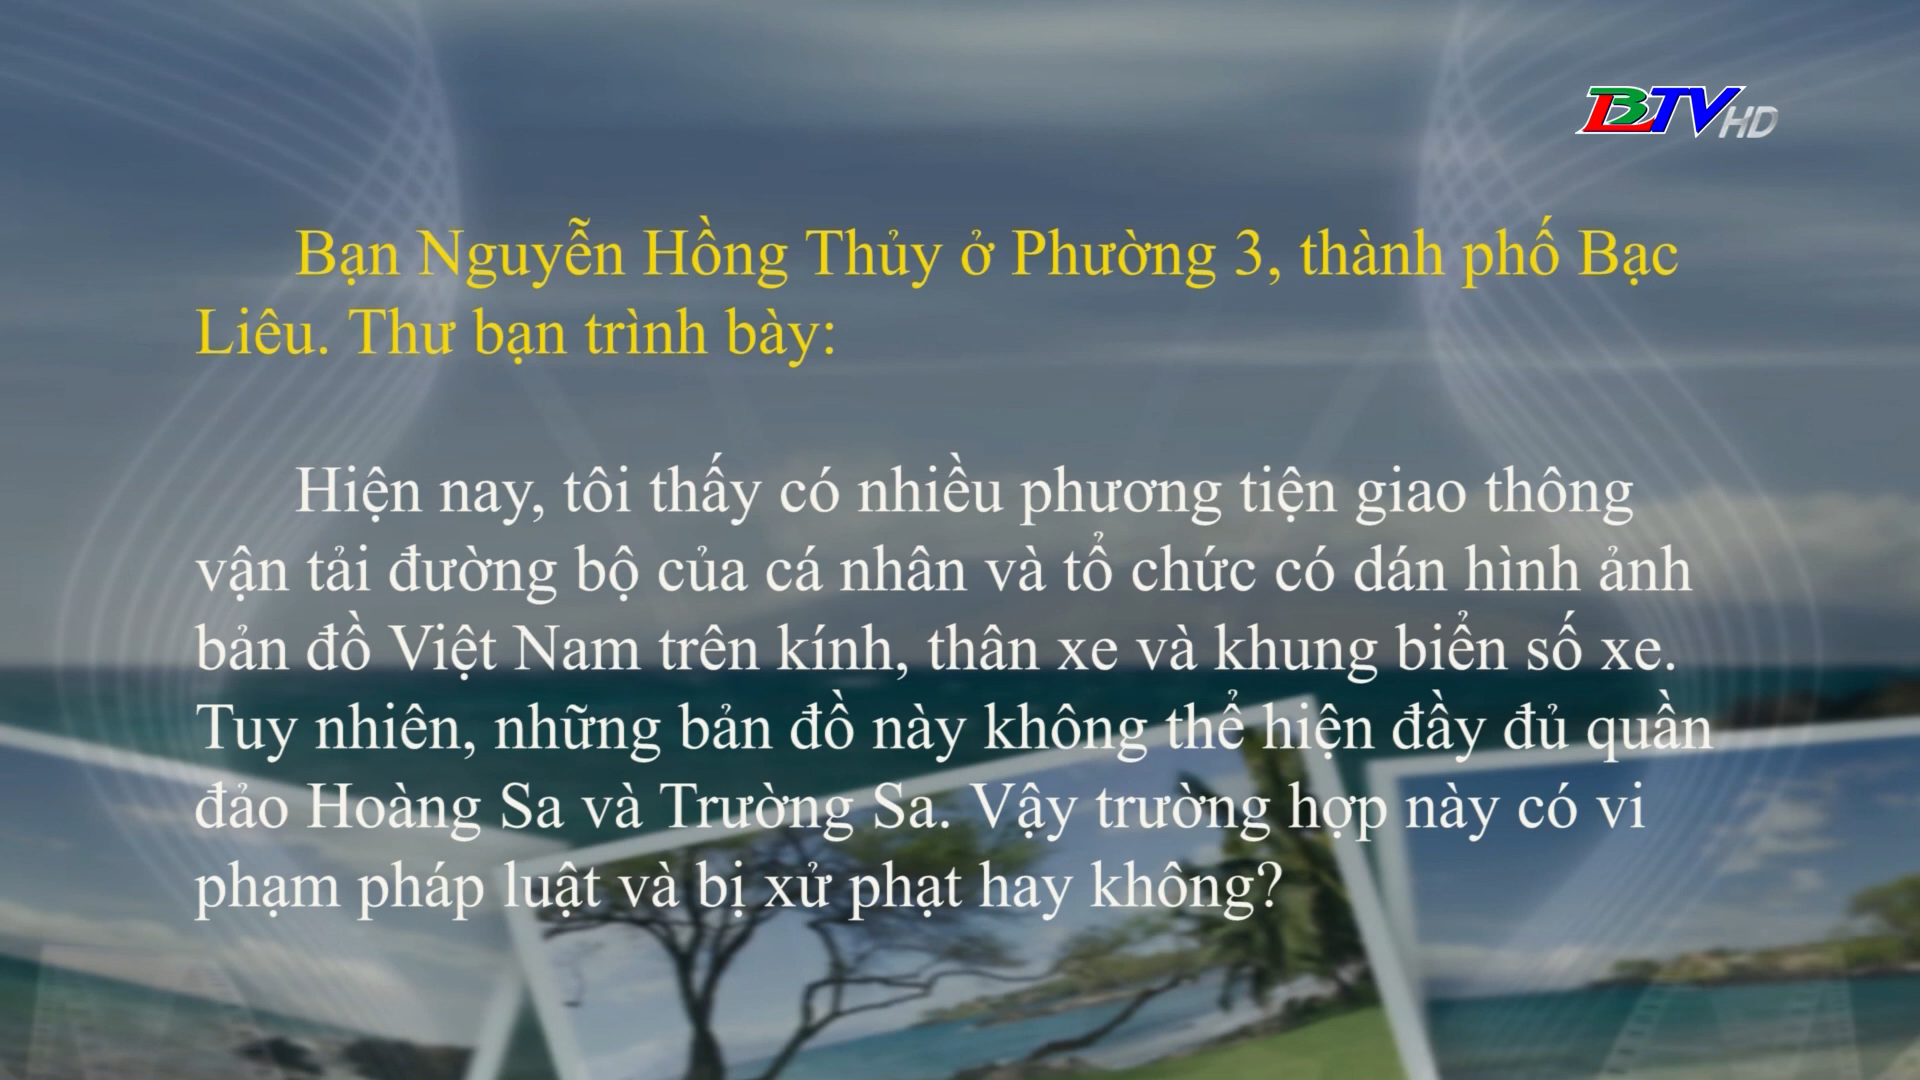 BTV HD
Bạn Nguyễn Hồng Thủy ở Phường 3, thành phố Bạc
Liêu. Thư bạn trình bày:
Hiện nay, tôi thấy có nhiều phương tiện giao thông
vận tải đường bộ của cá nhân và tổ chức có dán hình ảnh
bản đồ Việt Nam trên kính, thân xe và khung biển số xe.
Tuy nhiên, những bản đồ này không thể hiện đầy đủ quần
đảo Hoàng Sa và Trường Sa. Vậy trường hợp này có vi
phạm pháp luật và bị xử phạt hay không?